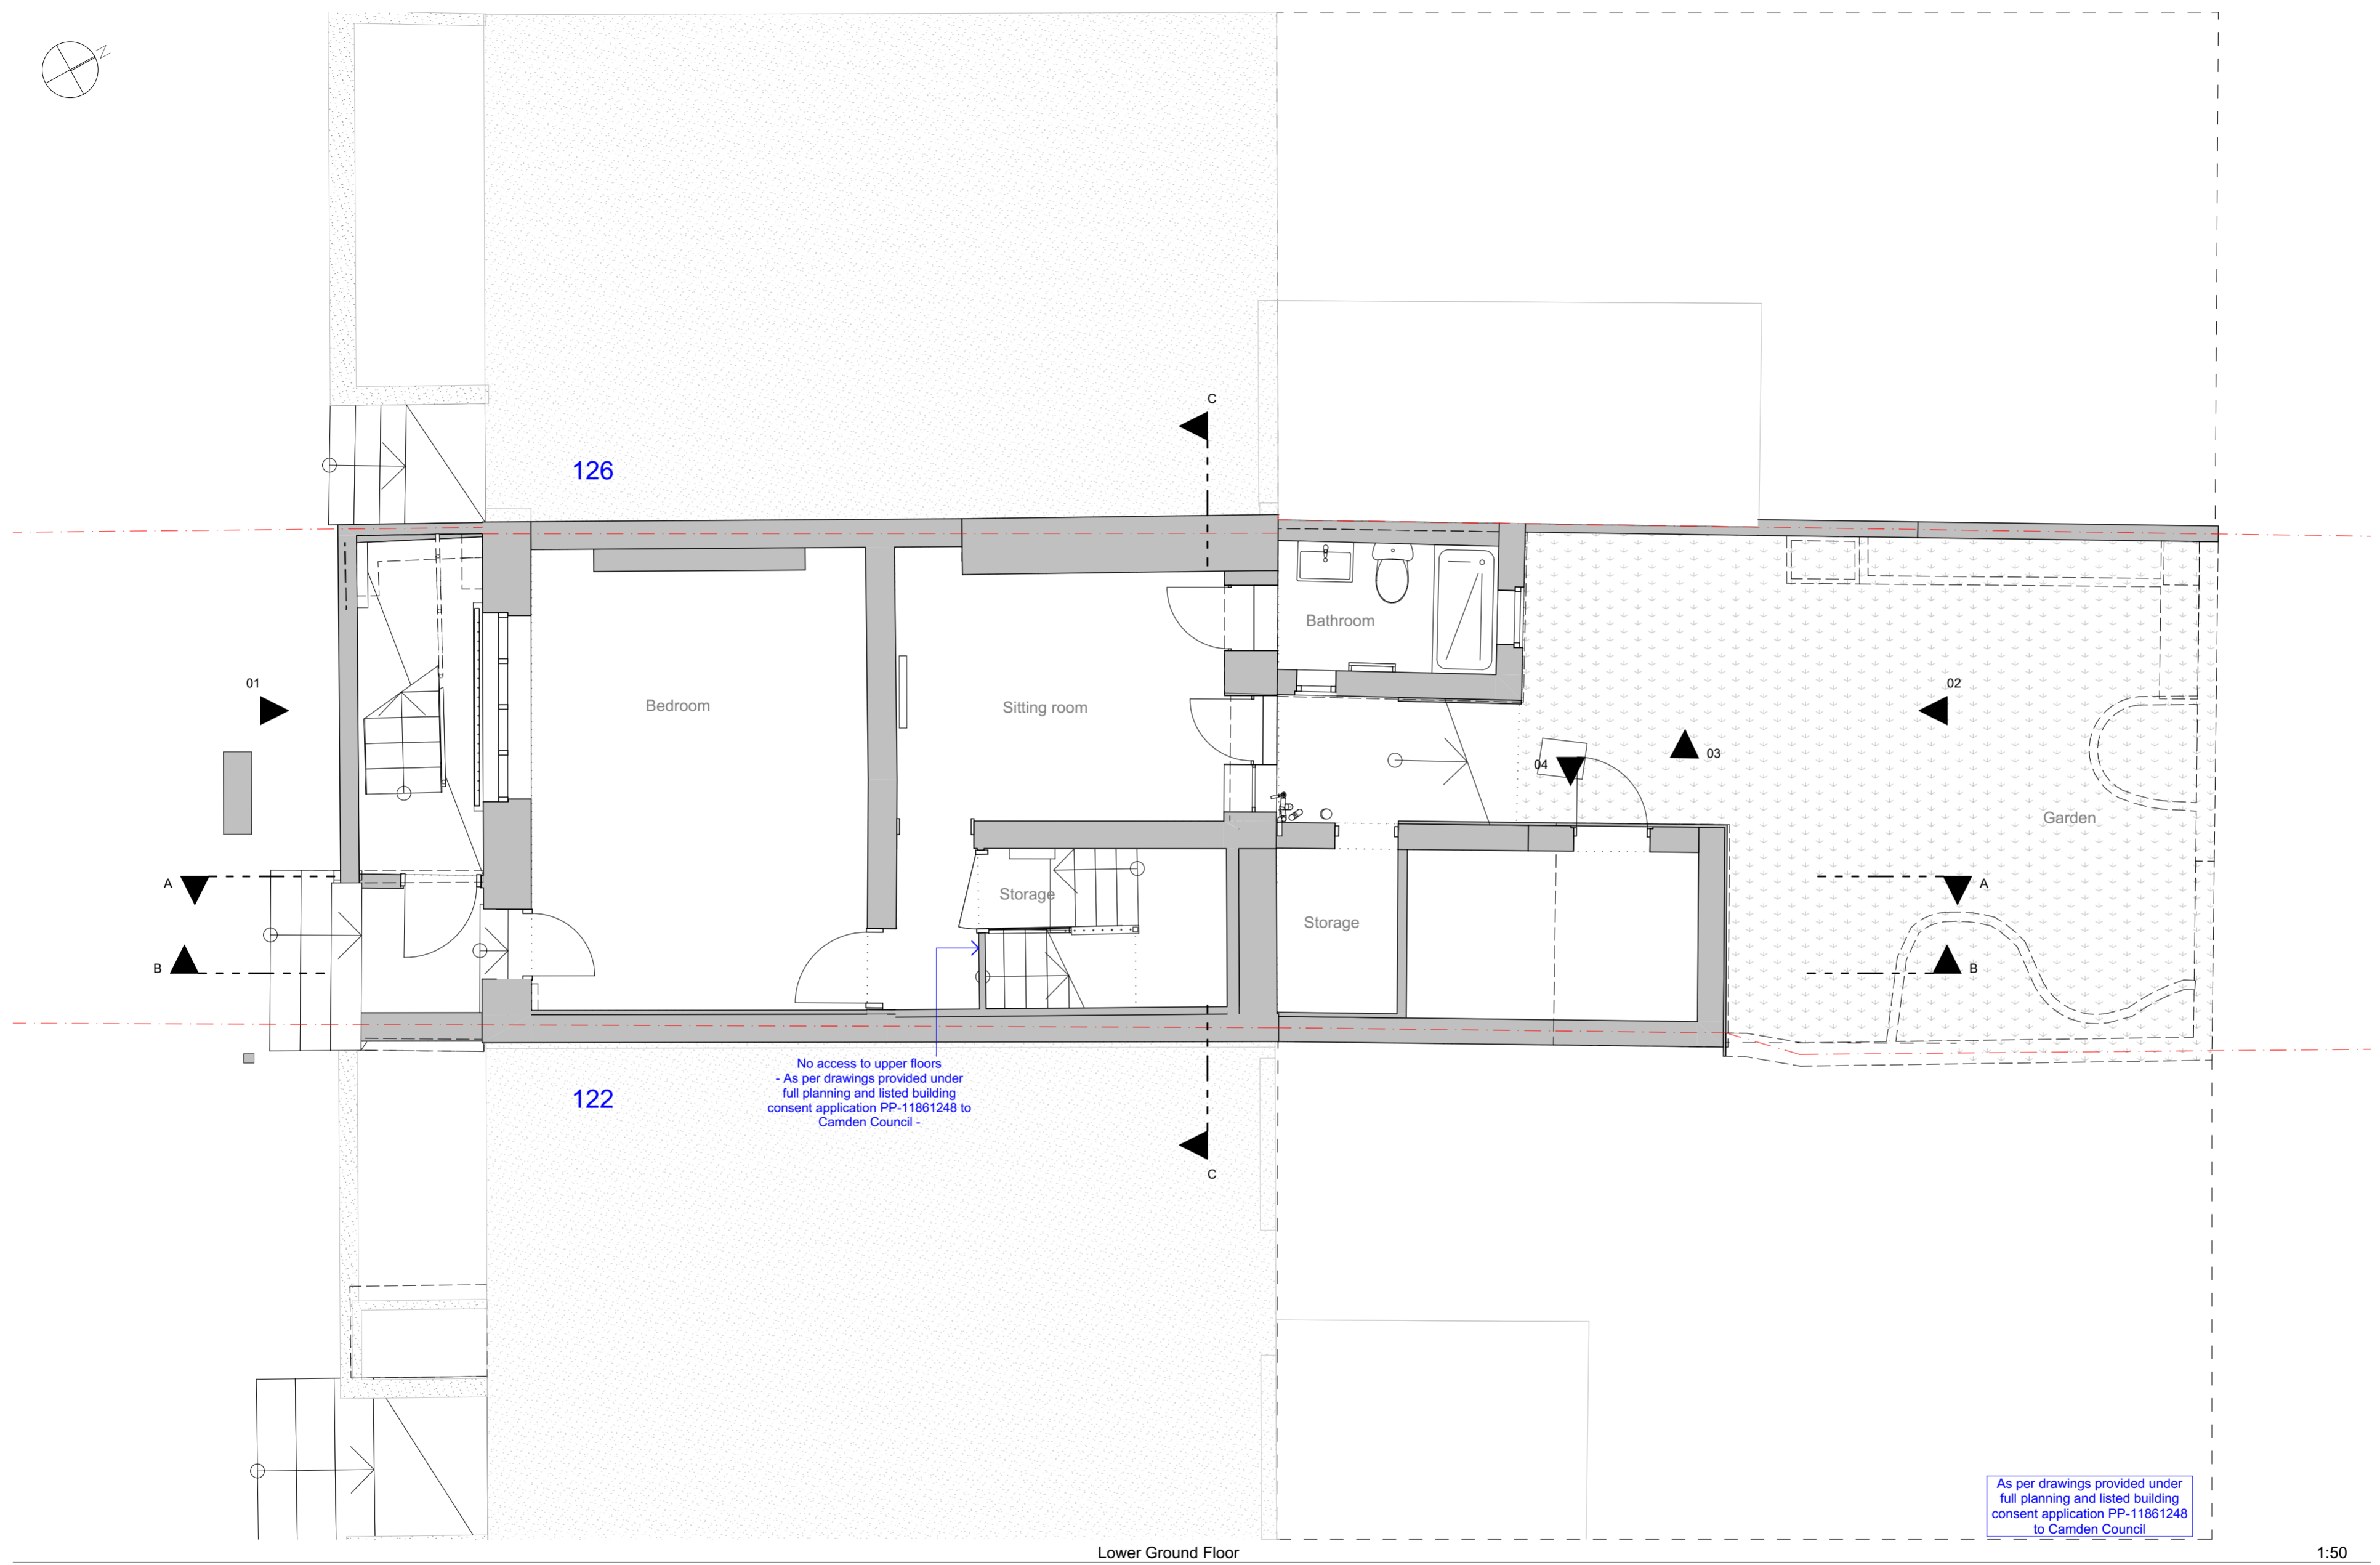 N
C
126
Bathroom
01
02
Bedroom
Sitting room
03
04
Garden
A
A
Storage
Storage
B
B
No access to upper floors
- As per drawings provided under
full planning and listed building
consent application PP-11861248 to
Camden Council -
122
C
As per drawings provided under
full planning and listed building
consent application PP-11861248
to Camden Council
Lower Ground Floor
1:50